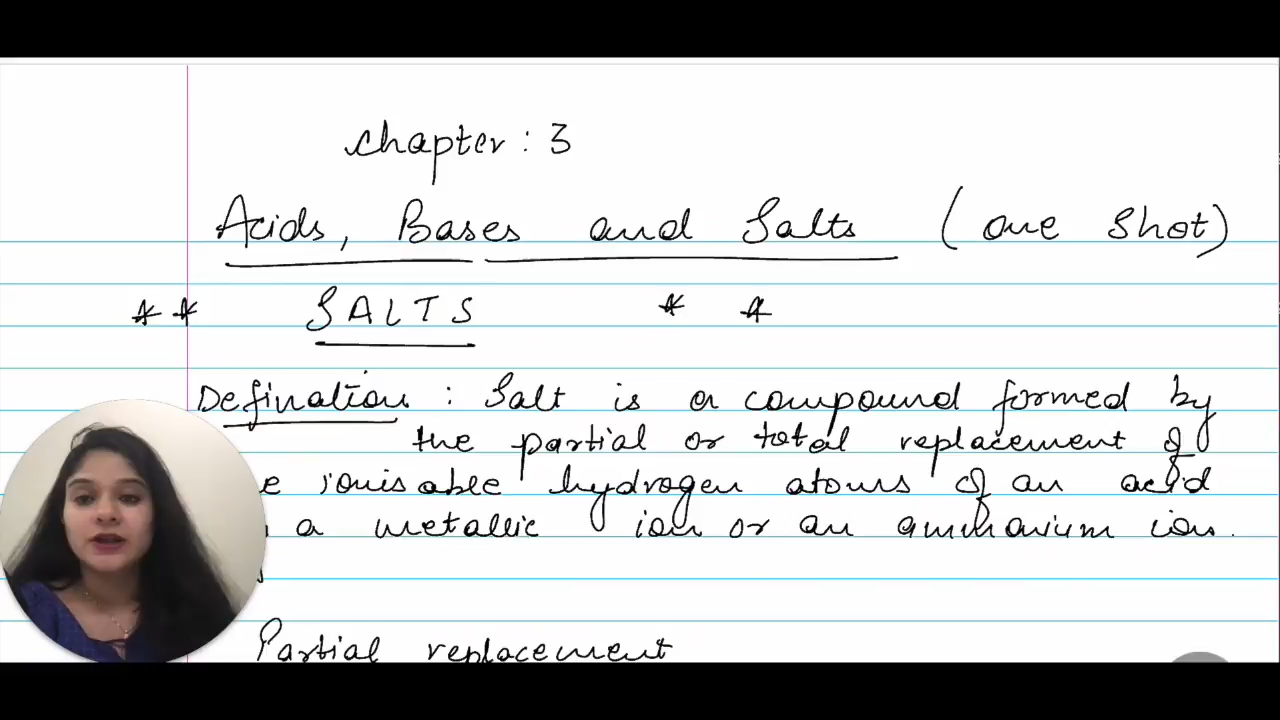 Chapter : 3
Acids, Bases and Salts (one shot)
** SALTS * *
Defination : Salt is a compound formed by
the partial or total replacement of
e ionisable hydrogen atoms of an acid
a metallic ion or an ammonium ion.
Partial replacement